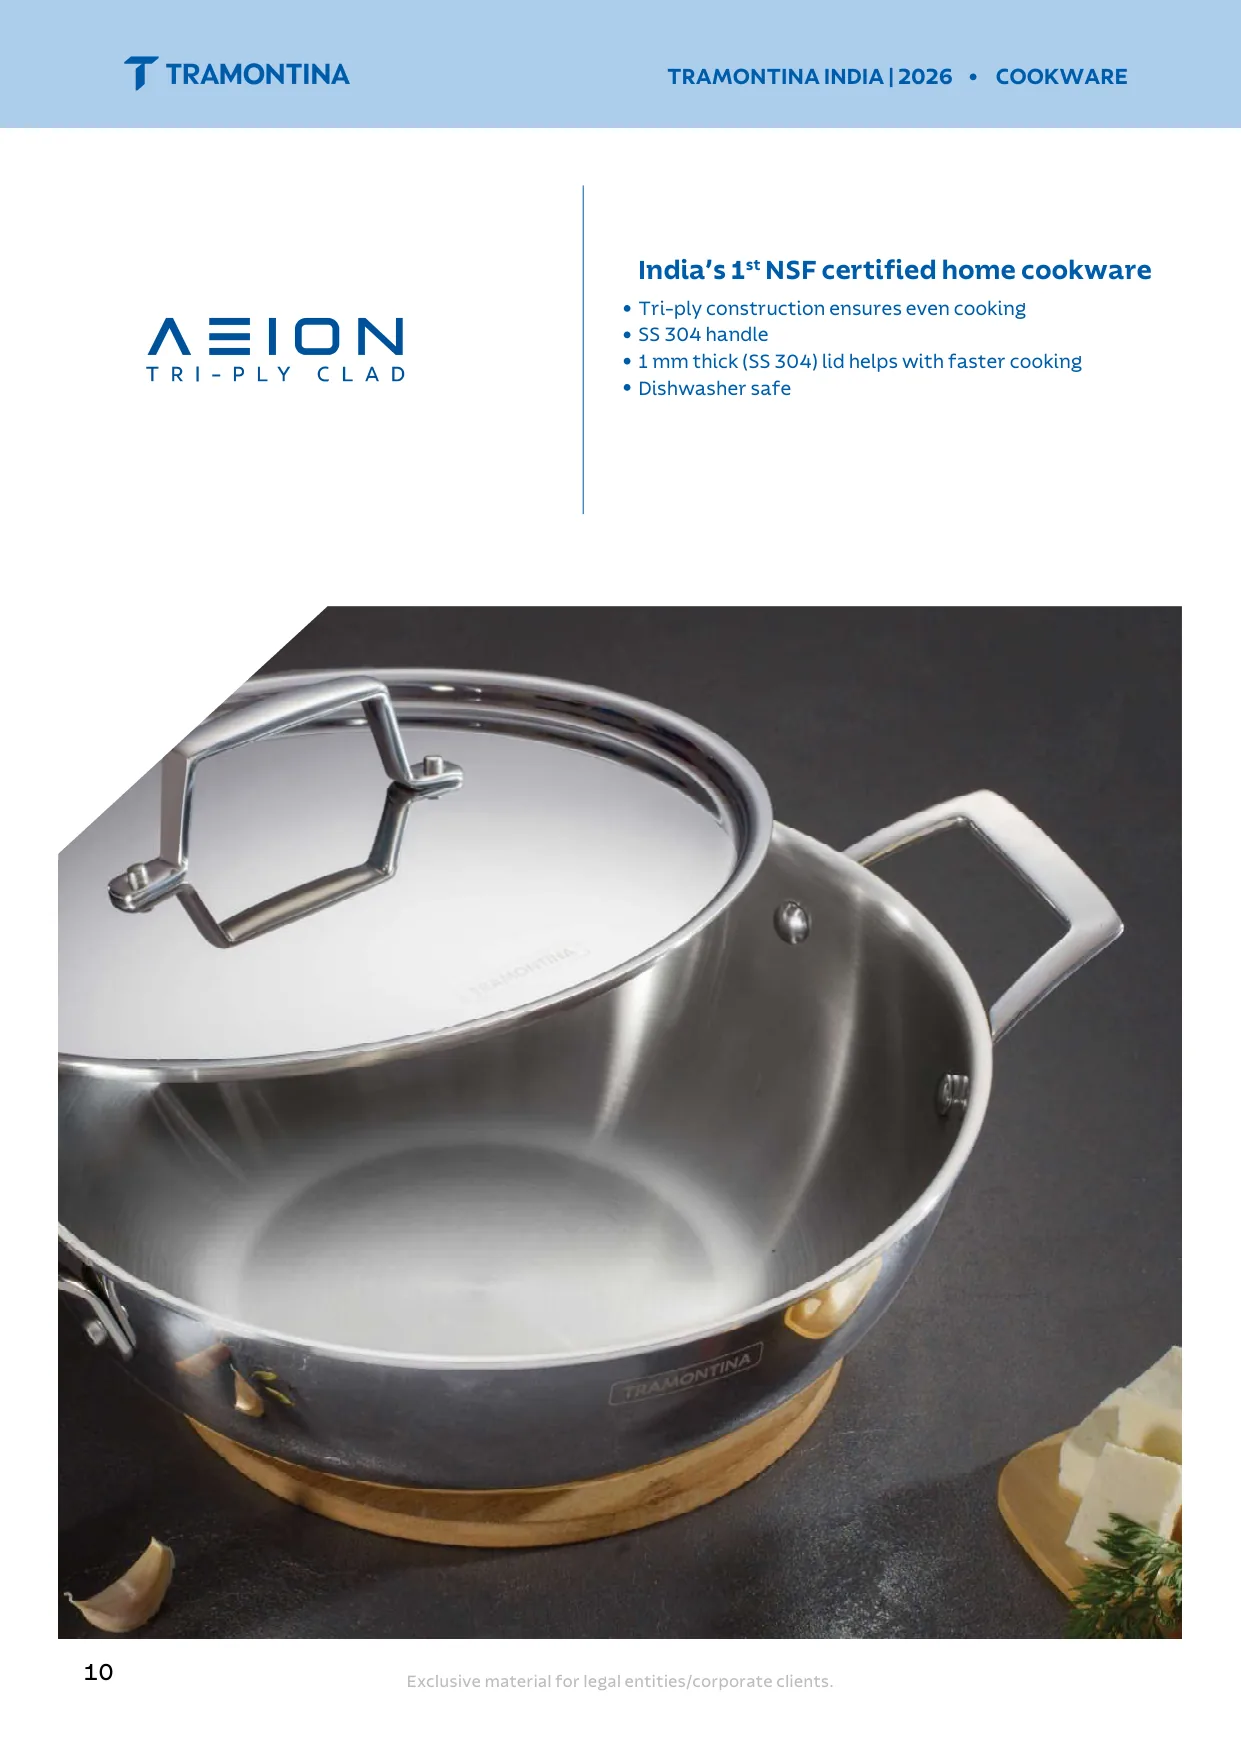 TRAMONTINA
TRAMONTINA INDIA | 2026 • COOKWARE
AEION
TRI-PLY CLAD
India's 1st NSF certified home cookware
• Tri-ply construction ensures even cooking
• SS 304 handle
• 1 mm thick (SS 304) lid helps with faster cooking
• Dishwasher safe
TRAMONTINA
TRAMONTINA
10
Exclusive material for legal entities/corporate clients.